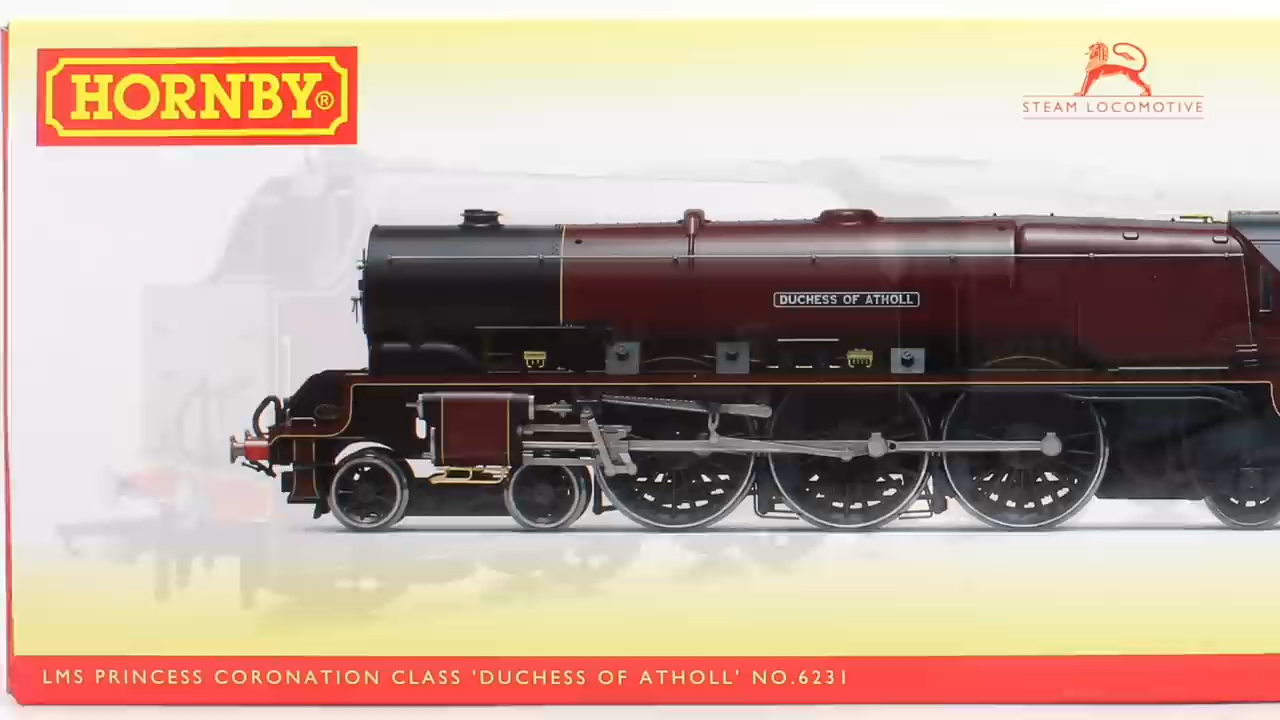 HORNBY®
STEAM LOCOMOTIVE
DUCHESS OF ATHOLL
LMS PRINCESS CORONATION CLASS 'DUCHESS OF ATHOLL' NO.6231